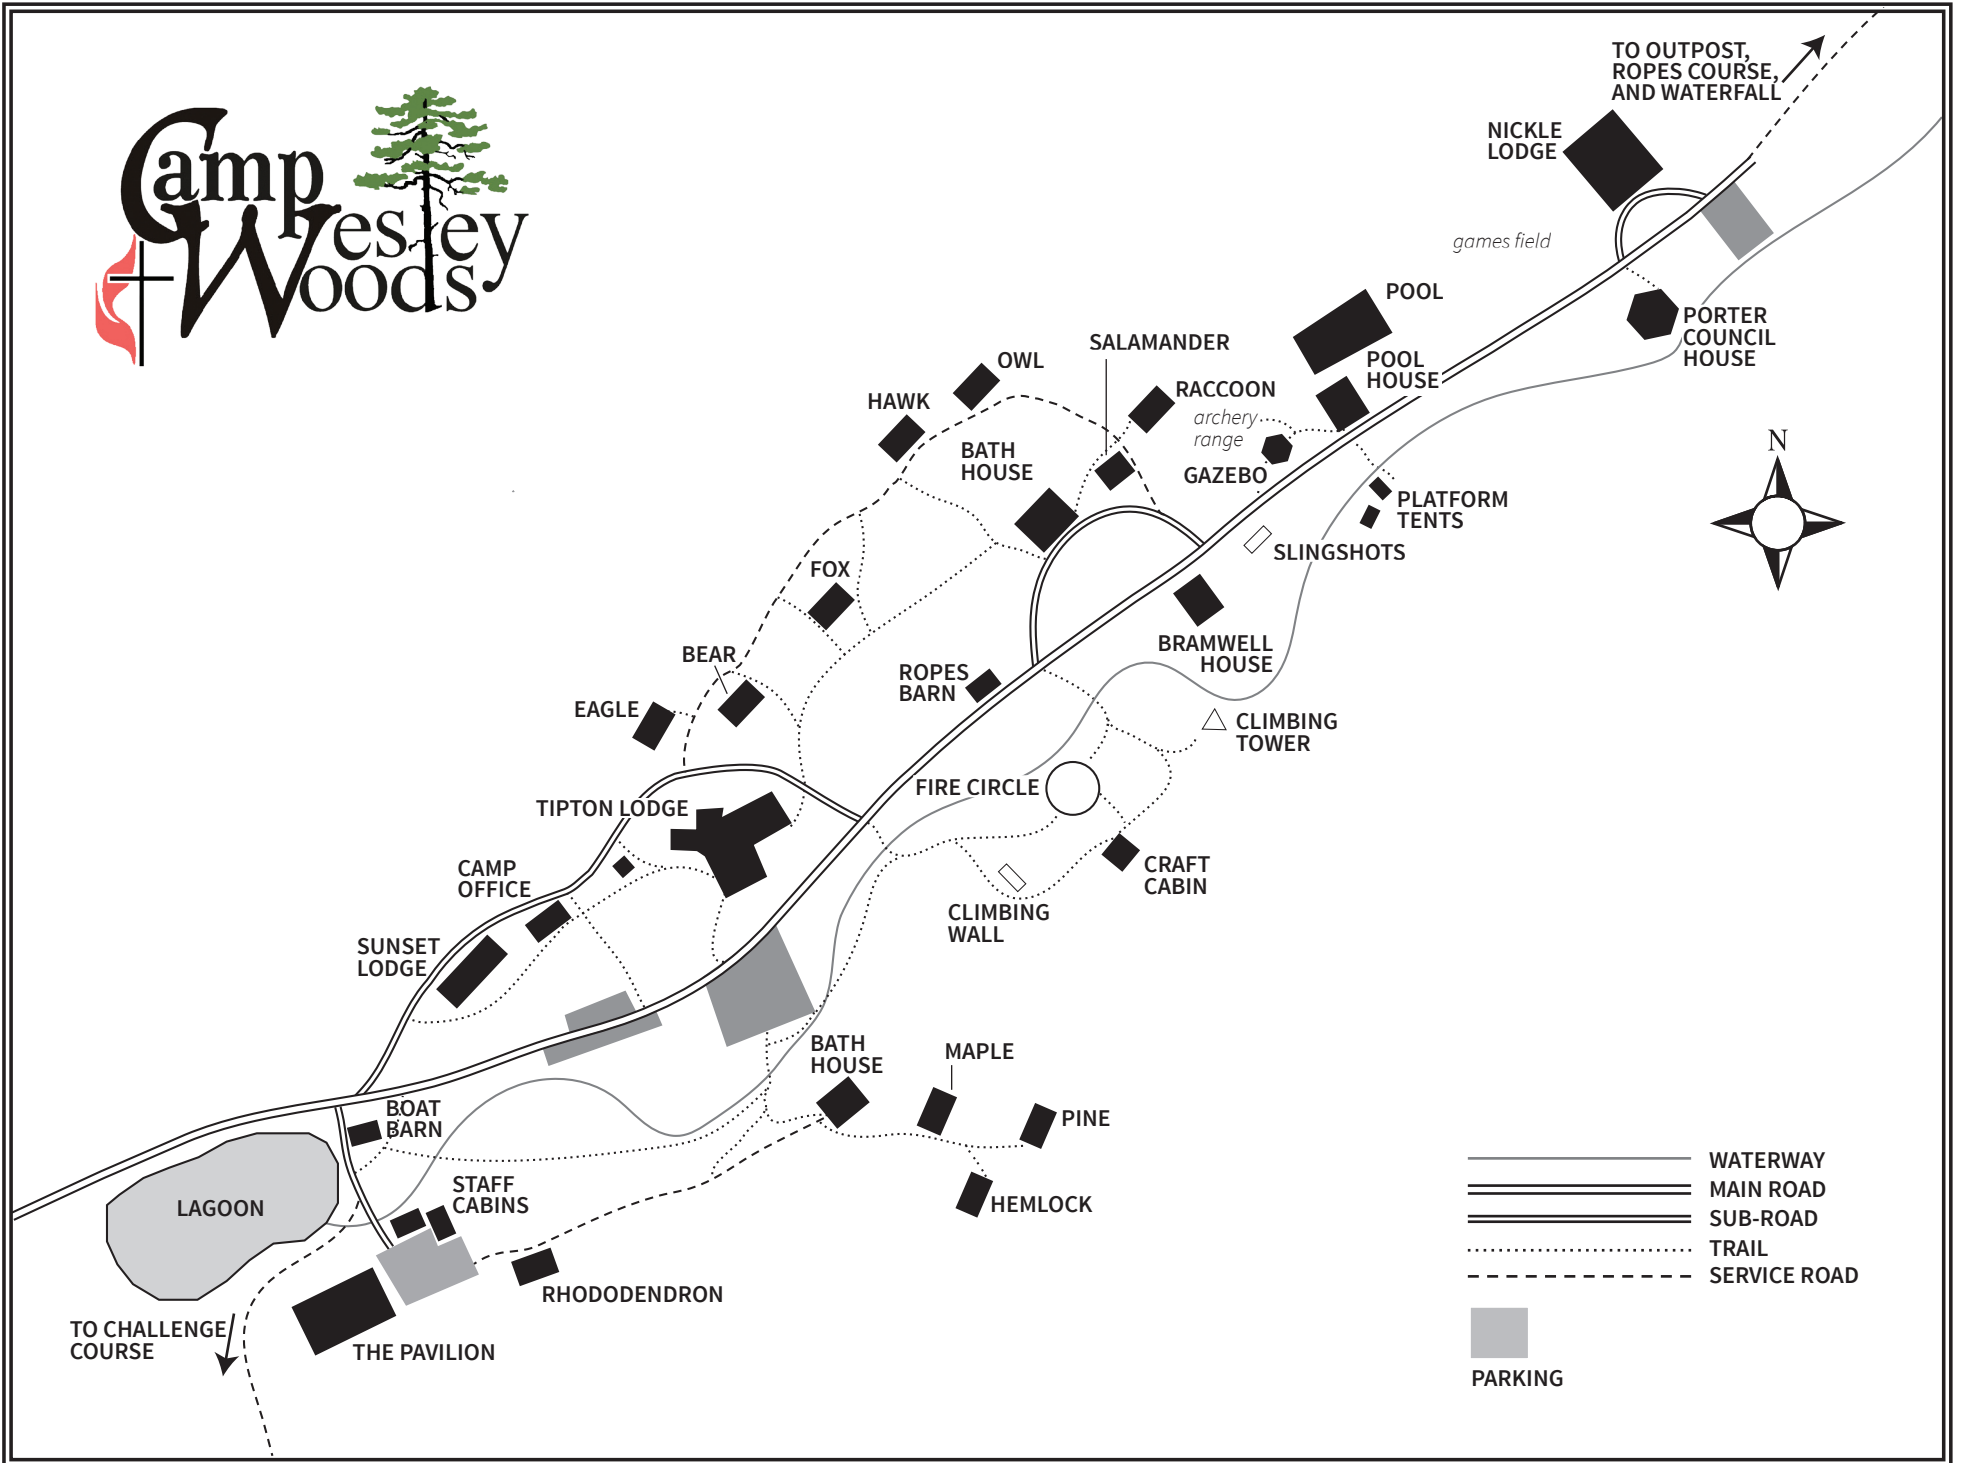 Camp
Wesley
Woods
TO OUTPOST,
ROPES COURSE,
AND WATERFALL
NICKLE
LODGE
games field
POOL
PORTER
COUNCIL
HOUSE
SALAMANDER
OWL
POOL
HOUSE
RACCOON
HAWK
archery
range
BATH
HOUSE
GAZEBO
N
PLATFORM
TENTS
SLINGSHOTS
FOX
BRAMWELL
HOUSE
BEAR
ROPES
BARN
EAGLE
CLIMBING
TOWER
FIRE CIRCLE
TIPTON LODGE
CAMP
OFFICE
CRAFT
CABIN
CLIMBING
WALL
SUNSET
LODGE
BATH
HOUSE
MAPLE
BOAT
BARN
PINE
STAFF
CABINS
LAGOON
HEMLOCK
RHODODENDRON
TO CHALLENGE
COURSE
THE PAVILION
WATERWAY
MAIN ROAD
SUB-ROAD
TRAIL
SERVICE ROAD
PARKING